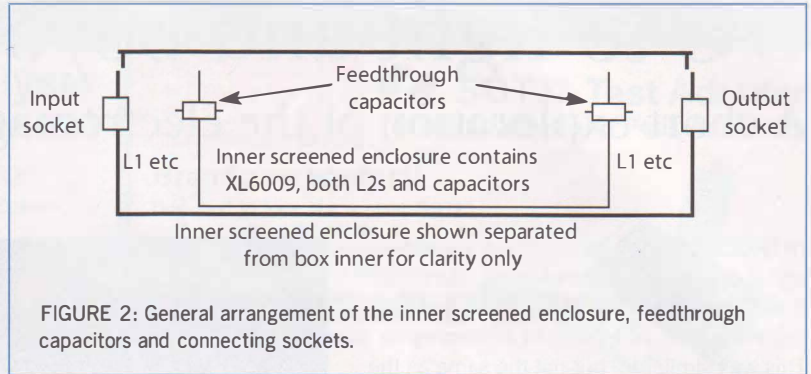 Feedthrough
capacitors
Input
socket
Output
socket
L1 etc
L1 etc
Inner screened enclosure contains
XL6009, both L2s and capacitors
Inner screened enclosure shown separated
from box inner for clarity only
FIGURE 2: General arrangement of the inner screened enclosure, feedthrough
capacitors and connecting sockets.